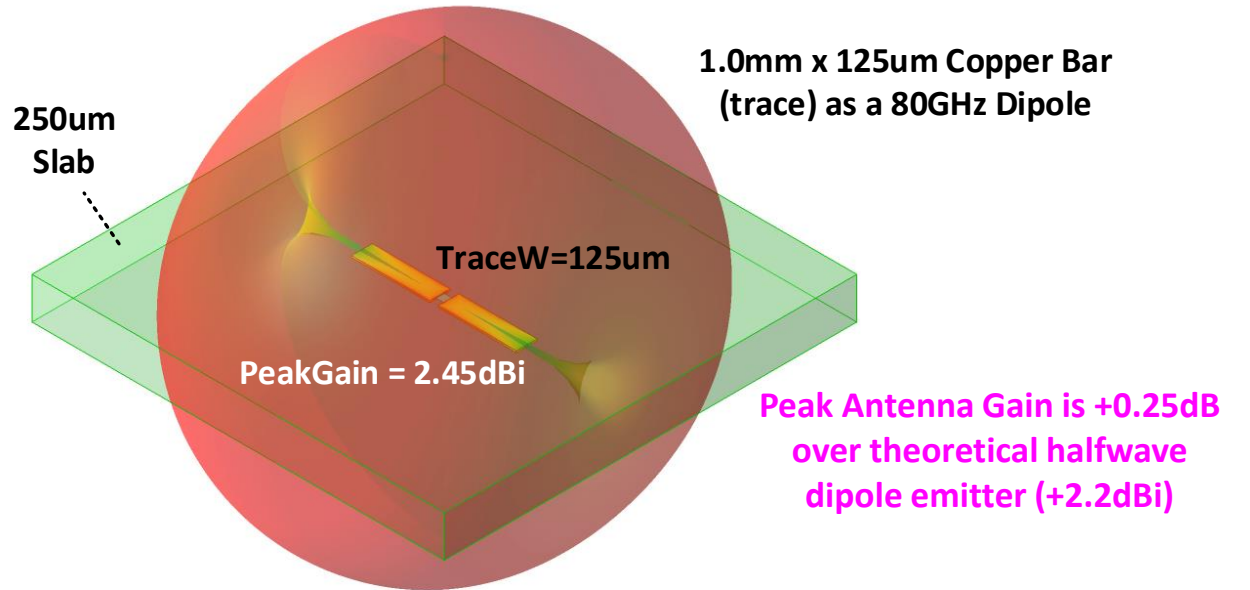 1.0mm x 125um Copper Bar
(trace) as a 80GHz Dipole
250um
Slab
TraceW=125um
PeakGain = 2.45dBi
Peak Antenna Gain is +0.25dB
over theoretical halfwave
dipole emitter (+2.2dBi)